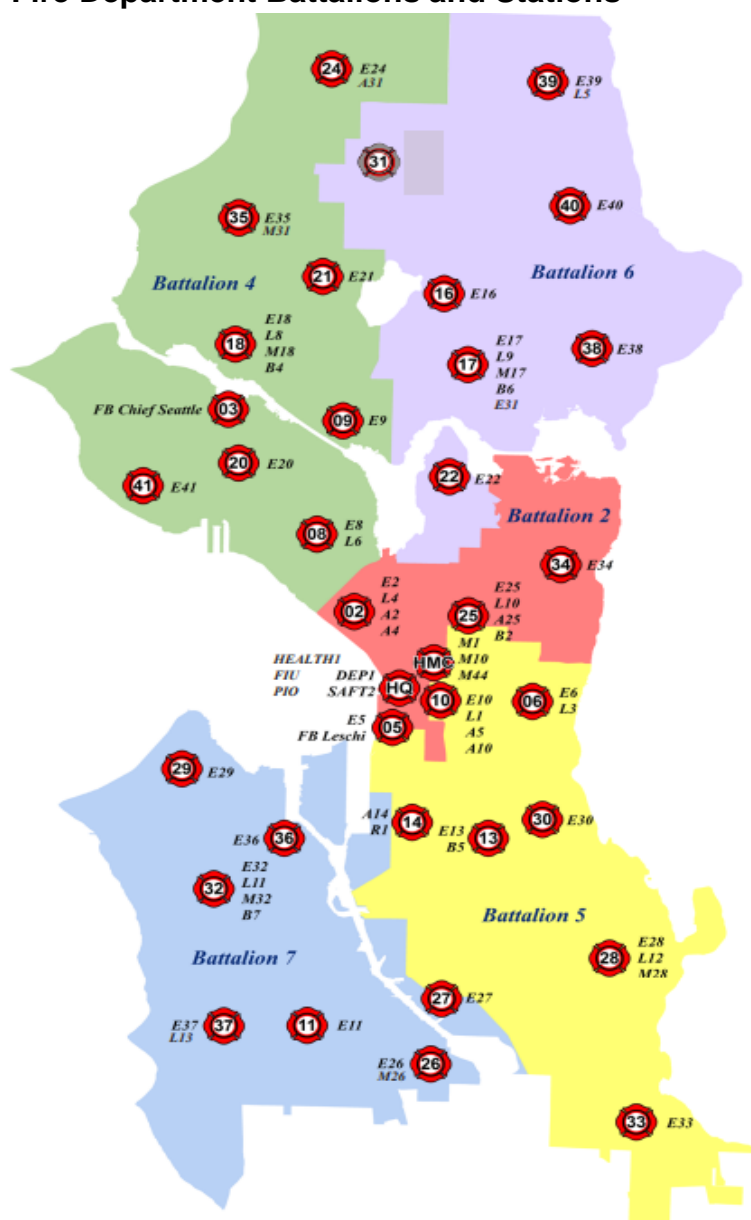 Fire Department Battalions and Stations
24 E24
A31
39 E39
L5
31
40 E40
35 E35
M31
21 E21
Battalion 4
Battalion 6
16 E16
18 E18
L8
M18
B4
17 E17
L9
M17
B6
E31
38 E38
FB Chief Seattle 03
09 E9
20 E20
41 E41
22 E22
08 E8
L6
Battalion 2
34 E34
02 E2
L4
A2
A4
25 E25
L10
A25
B2
HMC M1
M10
M44
HEALTH1
FIU
PIO
DEP1
SAFT2
HQ
10 E10
L1
A5
A10
06 E6
L3
E5
FB Leschi
05
29 E29
A14
R1
14
E13
B5
13
30 E30
E36 36
32 E32
L11
M32
B7
Battalion 5
Battalion 7
28 E28
L12
M28
27 E27
E37
L13
37
11 E11
E26
M26
26
33 E33